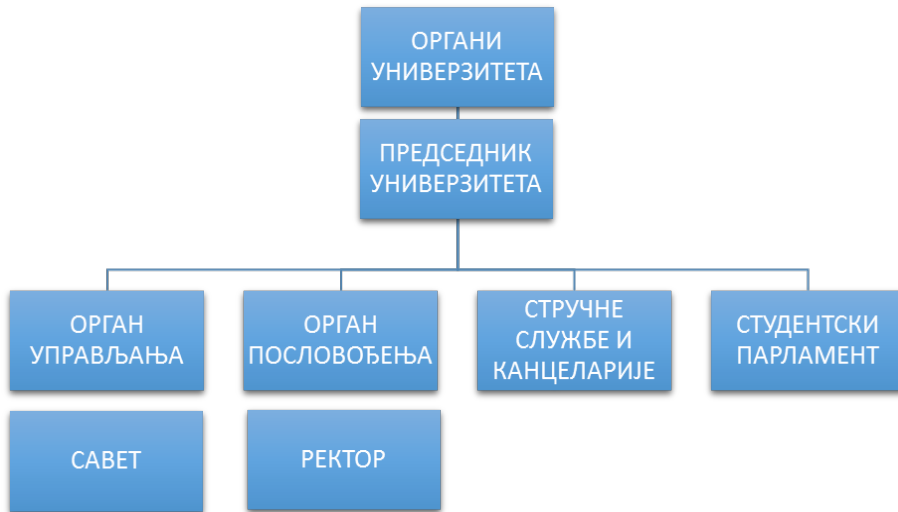 ОРГАНИ
УНИВЕРЗИТЕТА
ПРЕДСЕДНИК
УНИВЕРЗИТЕТА
ОРГАН
УПРАВЉАЊА
ОРГАН
ПОСЛОВОЂЕЊА
СТРУЧНЕ
СЛУЖБЕ И
КАНЦЕЛАРИЈЕ
СТУДЕНТСКИ
ПАРЛАМЕНТ
САВЕТ
РЕКТОР